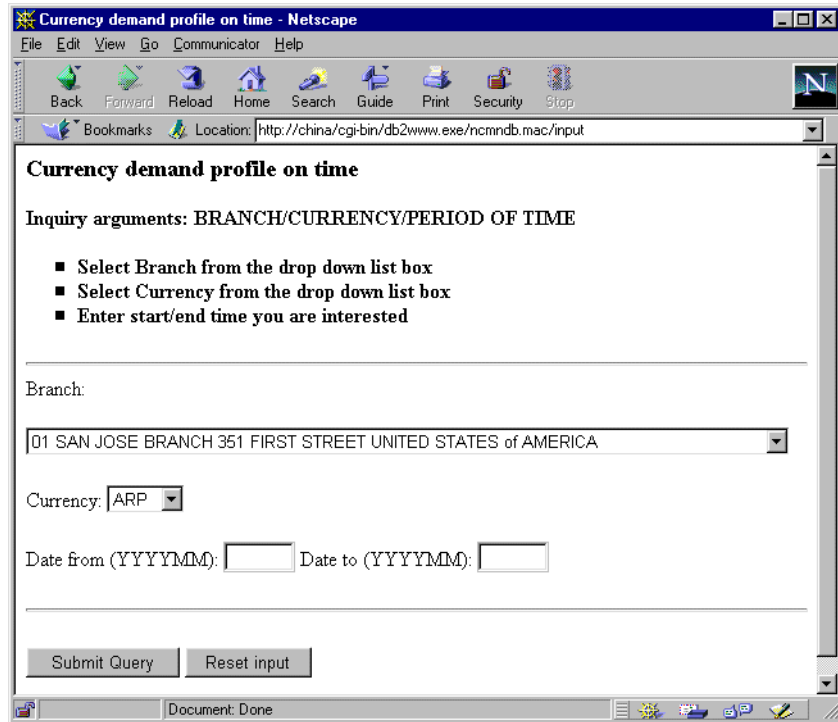 Currency demand profile on time - Netscape
File Edit View Go Communicator Help
Back Forward Reload Home Search Guide Print Security Stop
N
Bookmarks Location: http://china/cgi-bin/db2www.exe/ncmndb.mac/input
Currency demand profile on time
Inquiry arguments: BRANCH/CURRENCY/PERIOD OF TIME
■ Select Branch from the drop down list box
■ Select Currency from the drop down list box
■ Enter start/end time you are interested
Branch:
01 SAN JOSE BRANCH 351 FIRST STREET UNITED STATES of AMERICA
Currency: ARP
Date from (YYYYMM): Date to (YYYYMM):
Submit Query Reset input
Document: Done